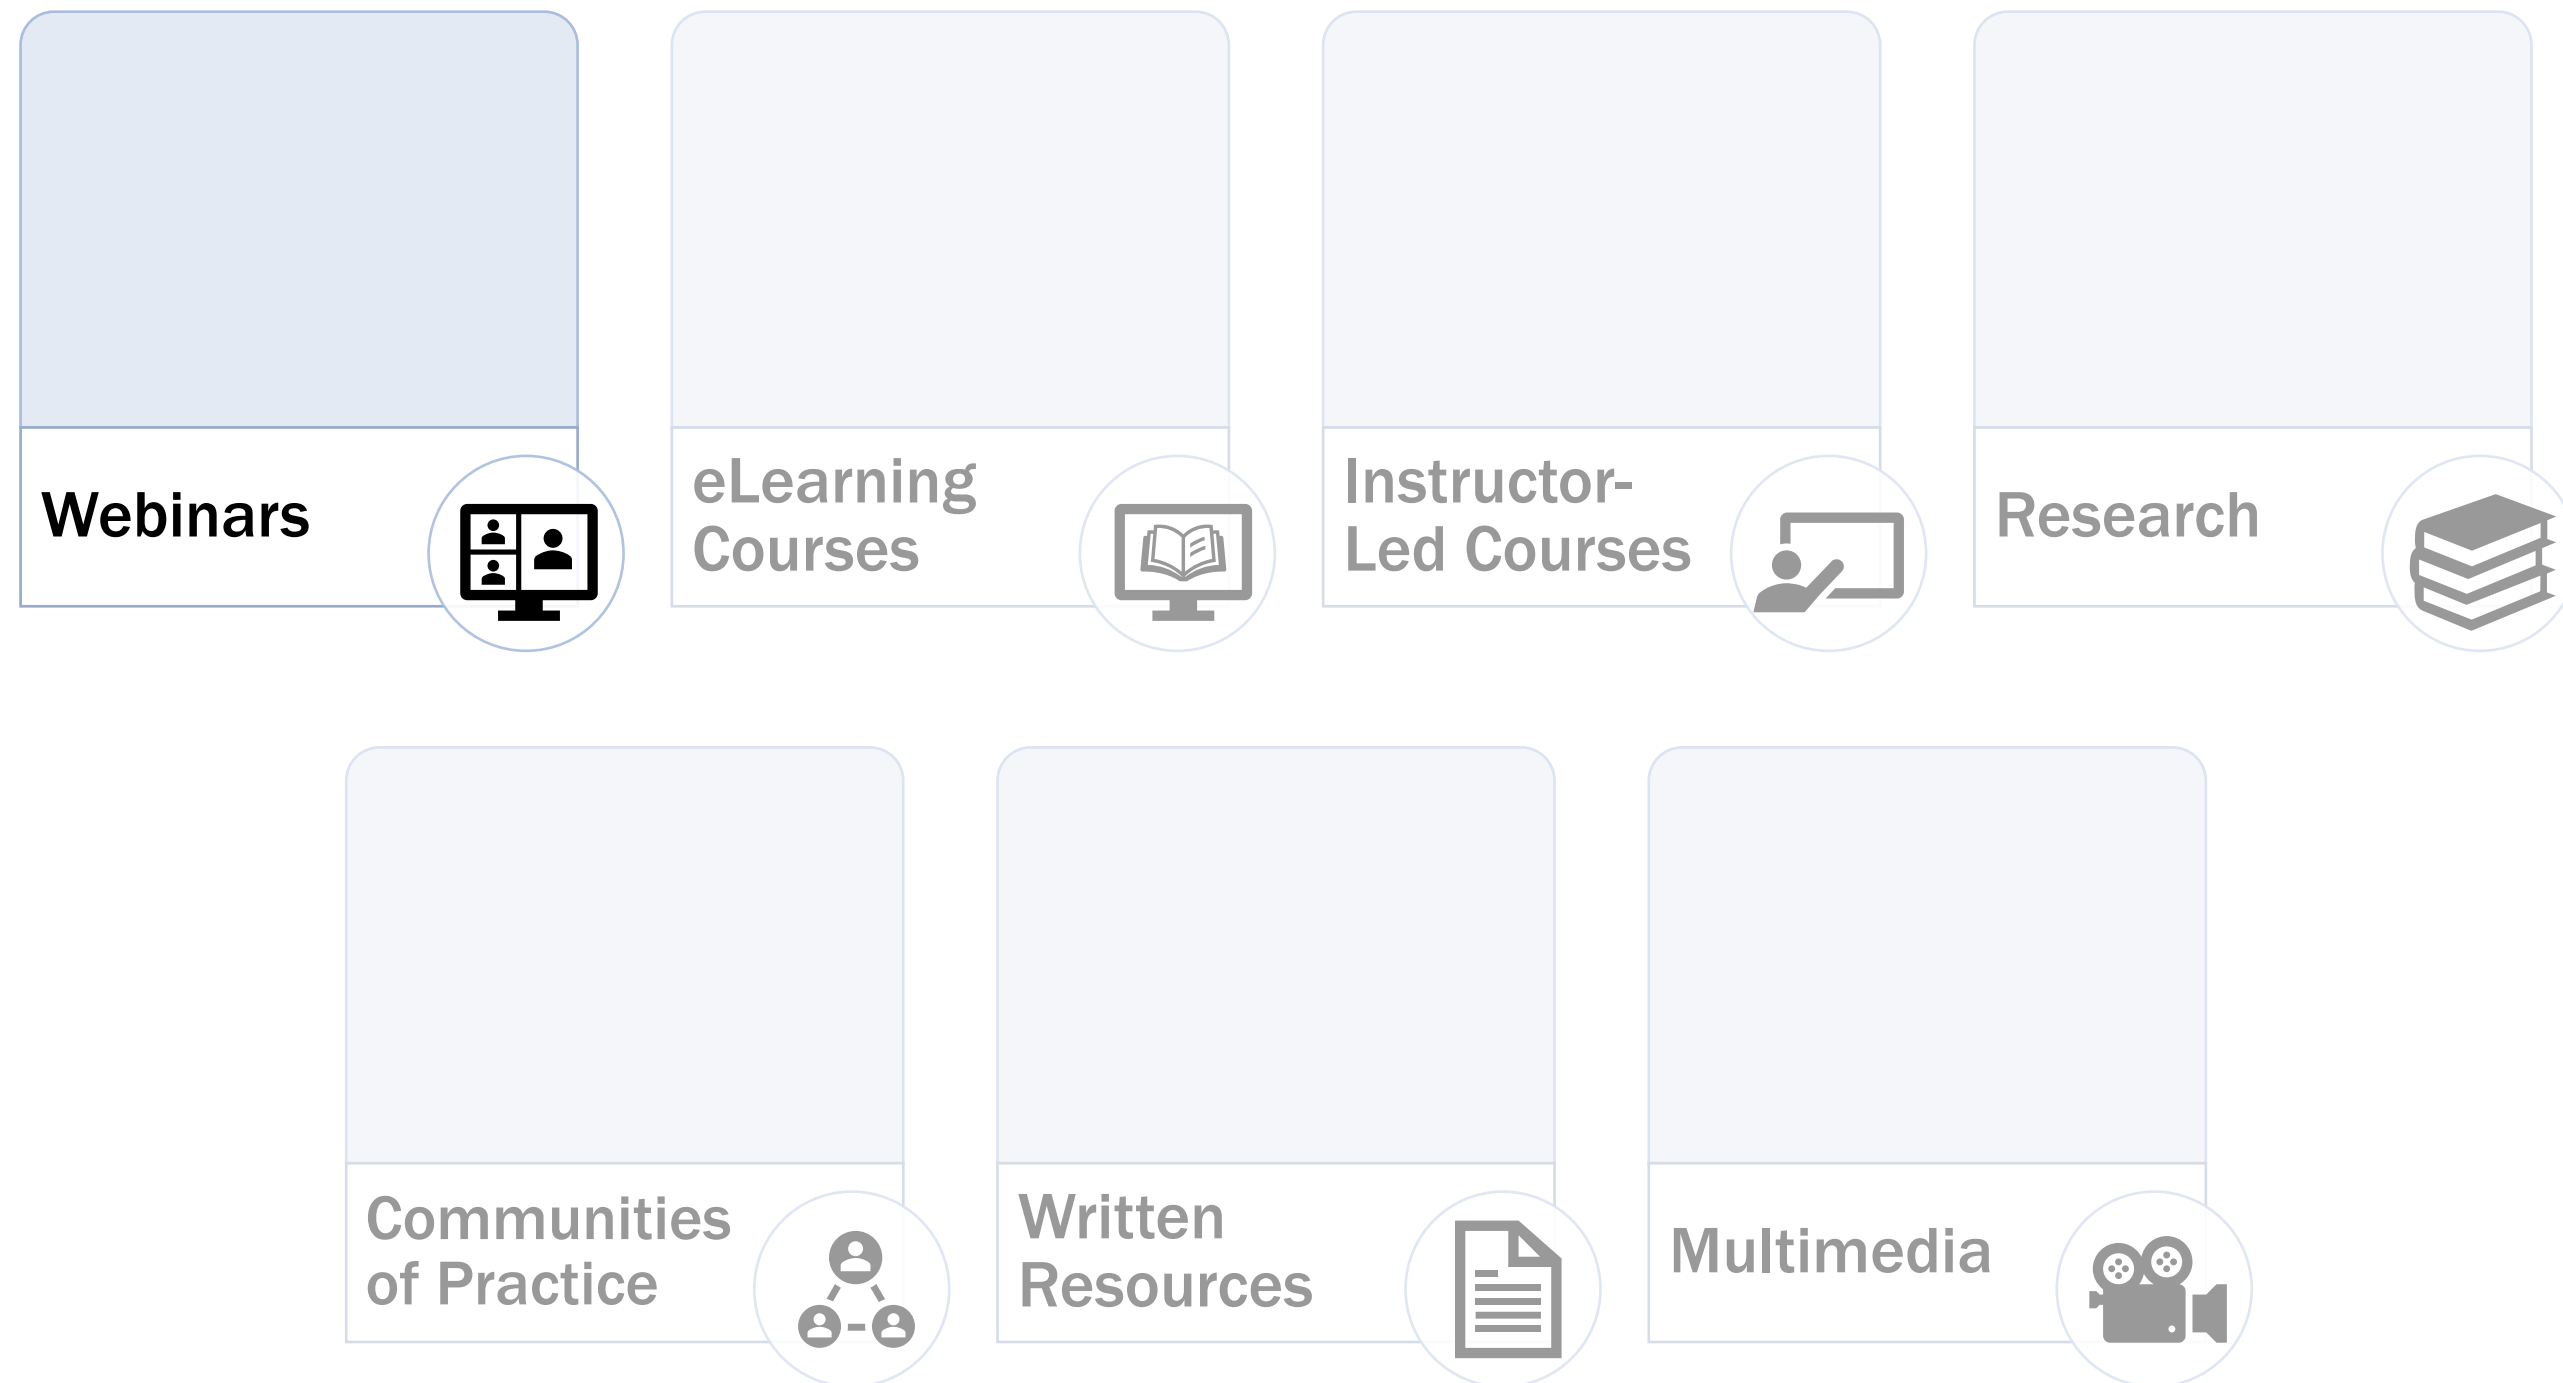 Webinars
eLearning
Courses
Instructor-
Led Courses
Research
Communities
of Practice
Written
Resources
Multimedia